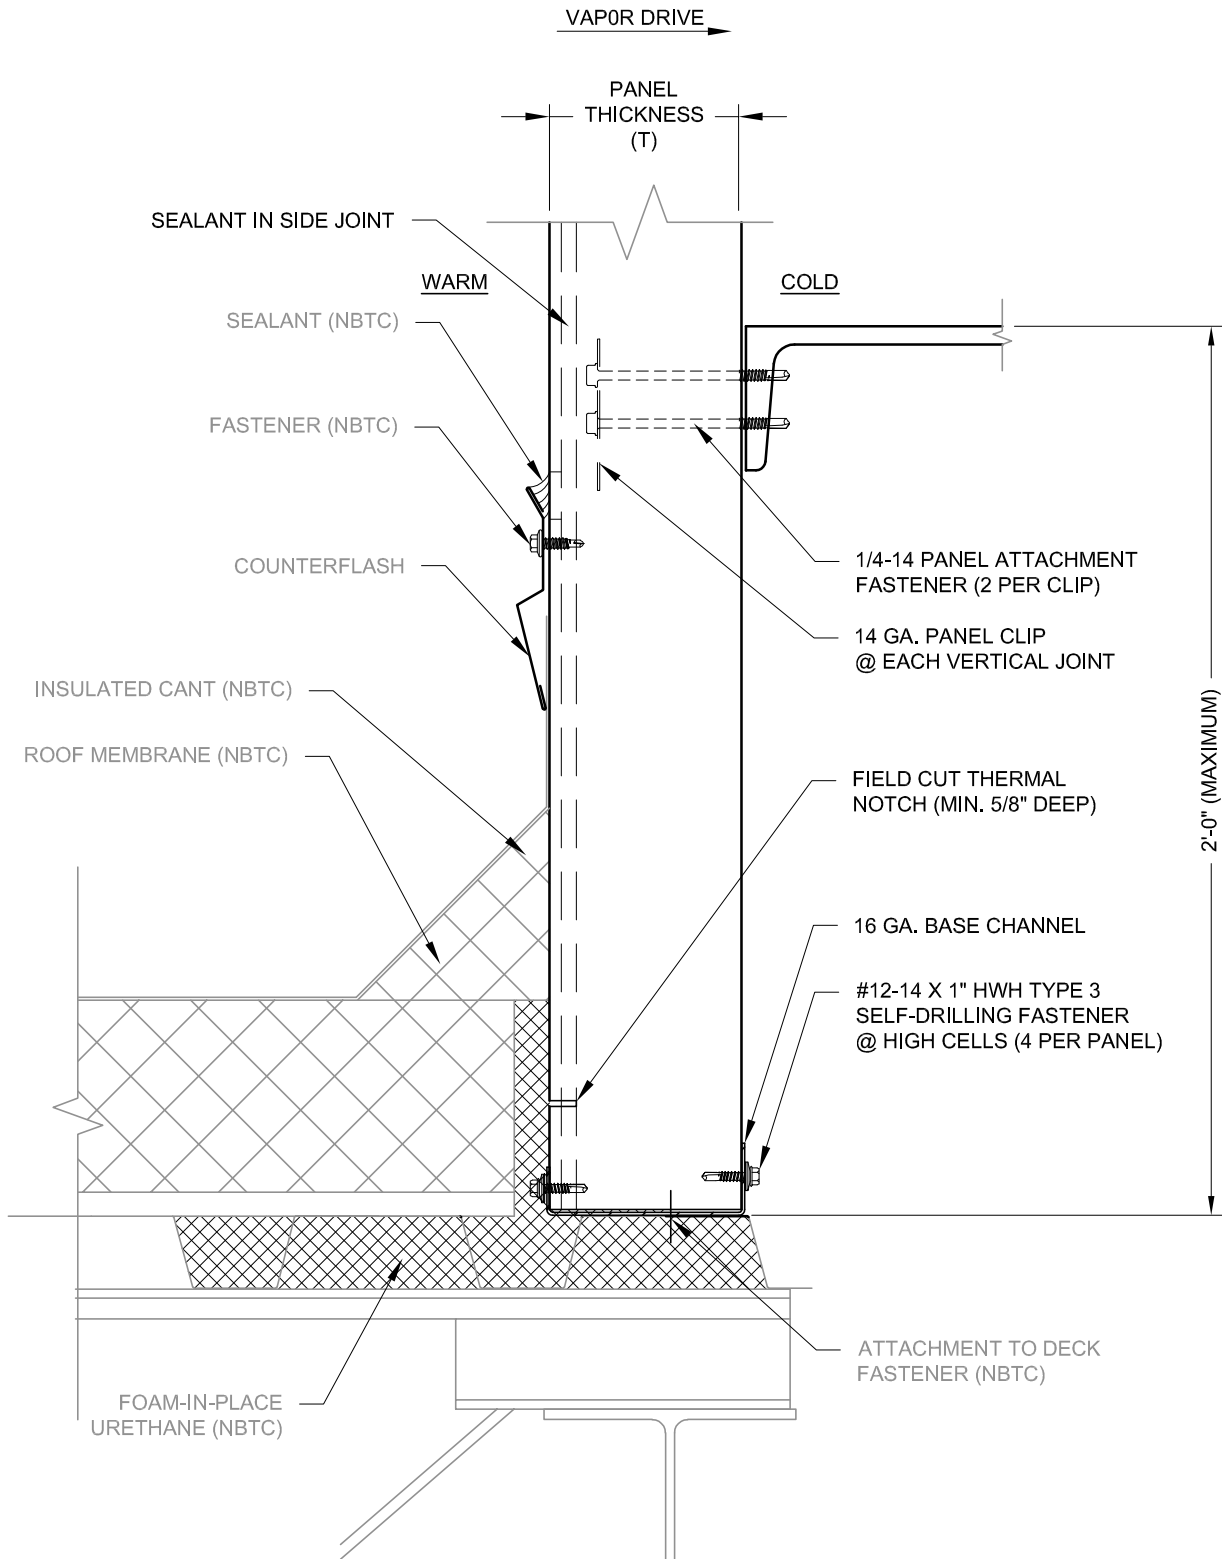 VAP0R DRIVE
PANEL
THICKNESS
(T)
SEALANT IN SIDE JOINT
WARM
COLD
SEALANT (NBTC)
FASTENER (NBTC)
COUNTERFLASH
1/4-14 PANEL ATTACHMENT
FASTENER (2 PER CLIP)
14 GA. PANEL CLIP
@ EACH VERTICAL JOINT
INSULATED CANT (NBTC)
ROOF MEMBRANE (NBTC)
2'-0" (MAXIMUM)
FIELD CUT THERMAL
NOTCH (MIN. 5/8" DEEP)
16 GA. BASE CHANNEL
#12-14 X 1" HWH TYPE 3
SELF-DRILLING FASTENER
@ HIGH CELLS (4 PER PANEL)
ATTACHMENT TO DECK
FASTENER (NBTC)
FOAM-IN-PLACE
URETHANE (NBTC)